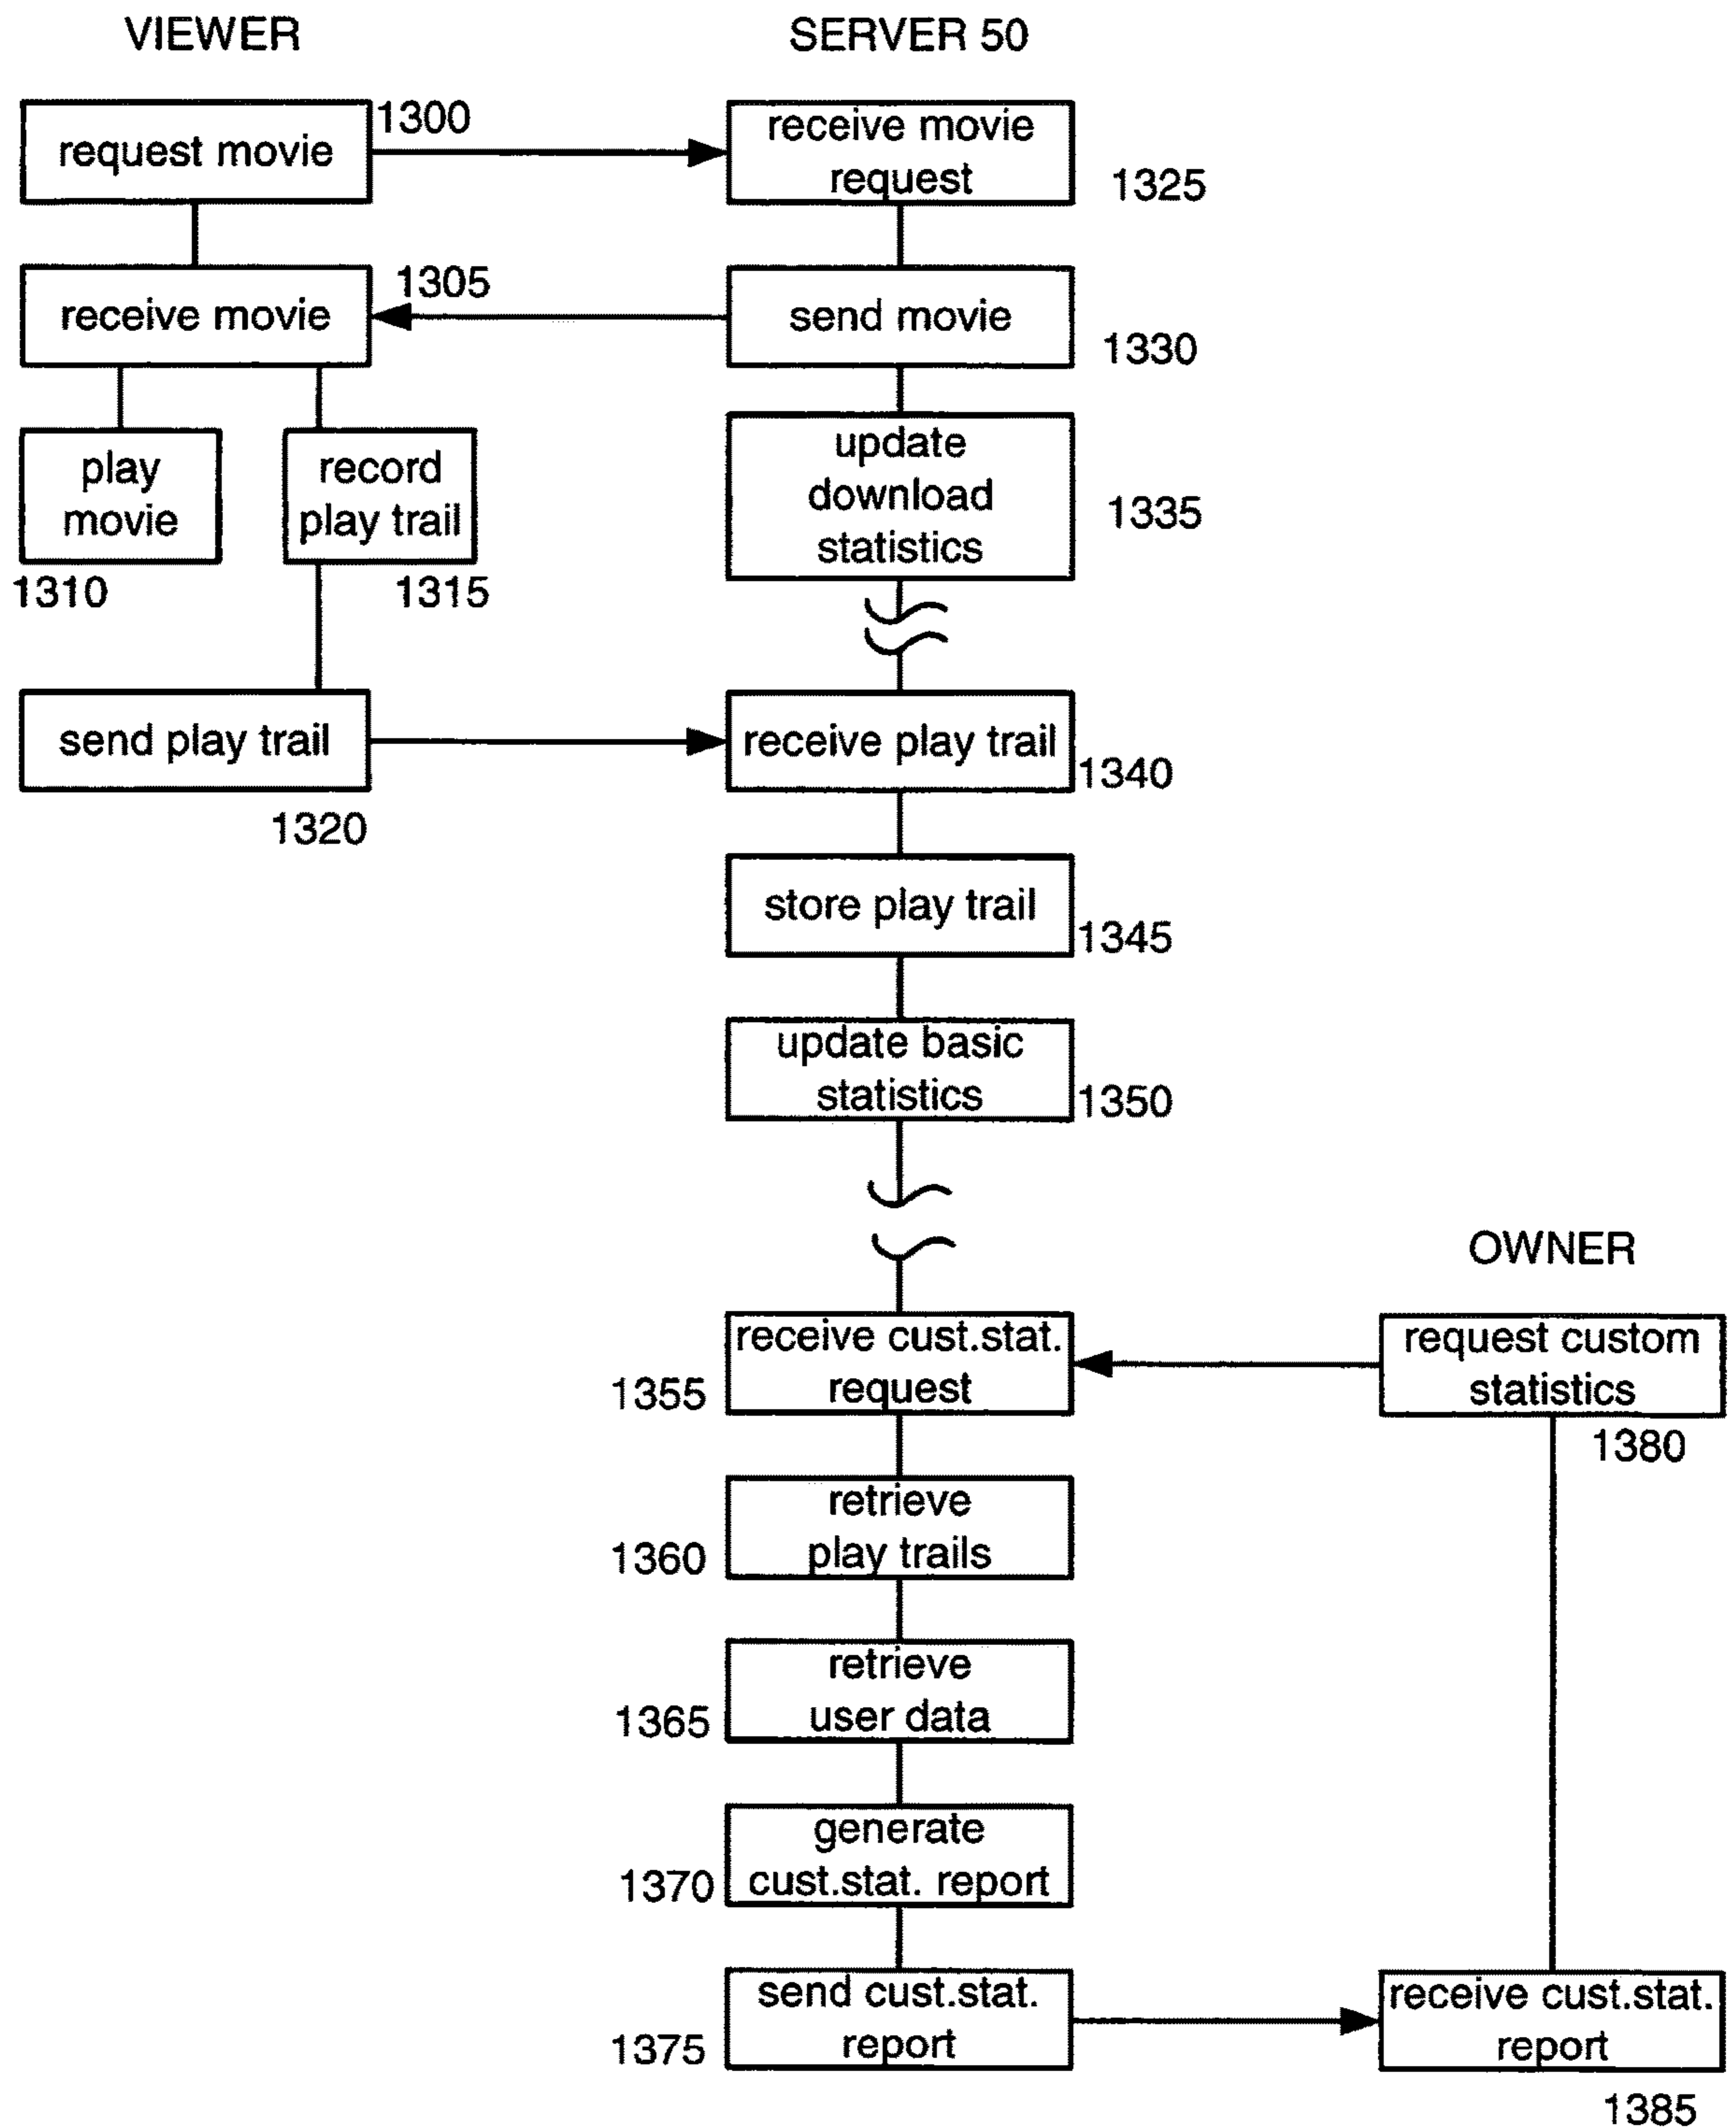 VIEWER
SERVER 50
request movie
1300
receive movie
request
1325
receive movie
1305
send movie
1330
play
movie
1310
record
play trail
1315
update
download
statistics
1335
send play trail
1320
receive play trail
1340
store play trail
1345
update basic
statistics
1350
OWNER
receive cust.stat.
request
1355
request custom
statistics
1380
retrieve
play trails
1360
retrieve
user data
1365
generate
cust.stat. report
1370
send cust.stat.
report
1375
receive cust.stat.
report
1385